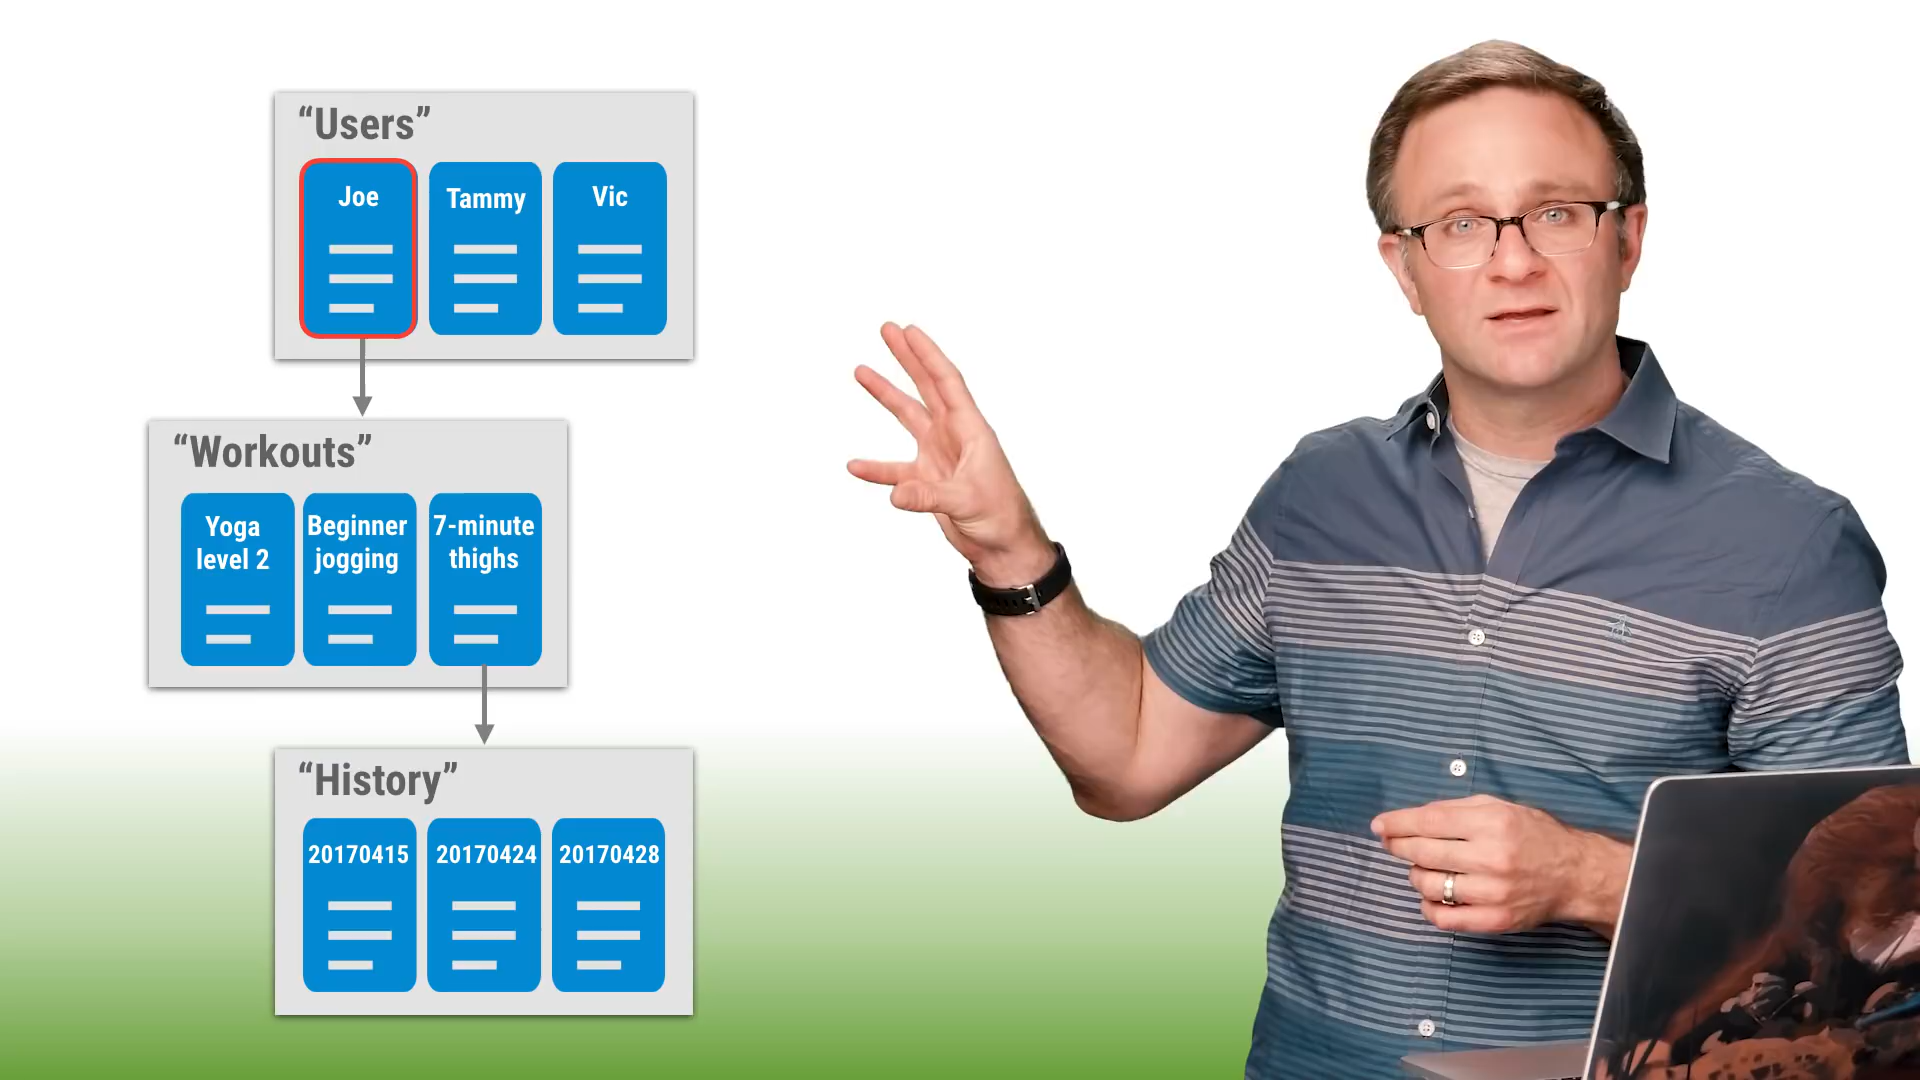 “Users”
Joe
Tammy
Vic
“Workouts”
Yoga
level 2
Beginner
jogging
7-minute
thighs
“History”
20170415
20170424
20170428